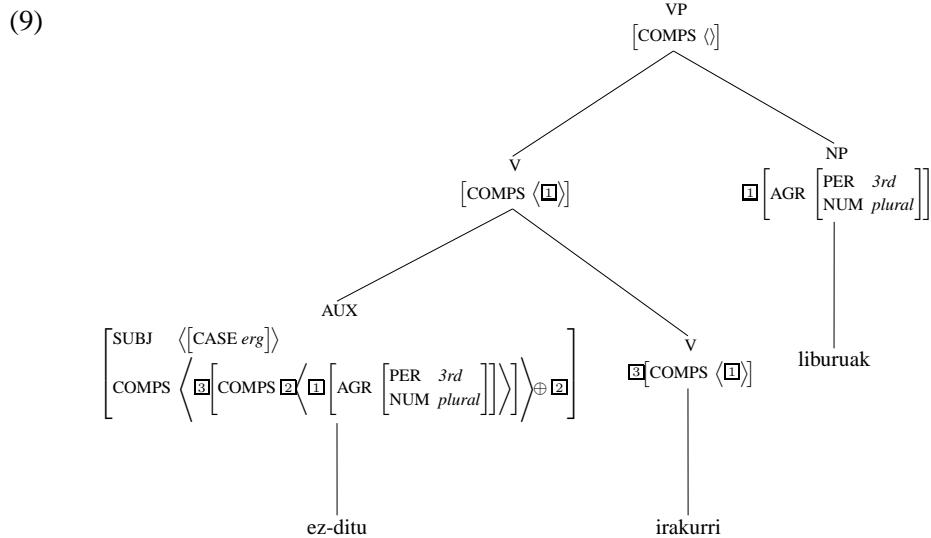 (9)
VP
[COMPS ⟨⟩]
V
[COMPS ⟨[1]⟩]
NP
[1] [AGR [PER 3rd
NUM plural]]
AUX
[SUBJ ⟨[CASE erg]⟩
COMPS ⟨[3][COMPS [2]⟨[1][AGR [PER 3rd
NUM plural]]⟩]⟩ ⊕ [2]]
V
[3][COMPS ⟨[1]⟩]
liburuak
ez-ditu
irakurri